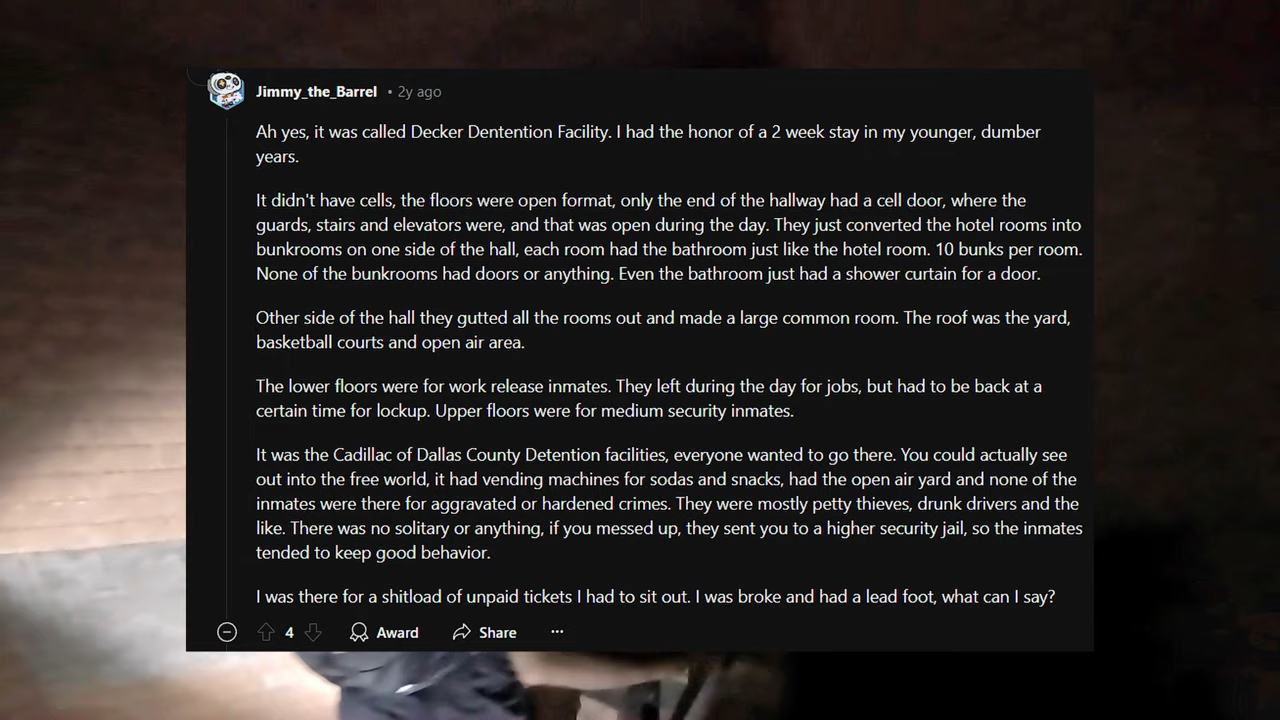 Jimmy_the_Barrel • 2y ago
Ah yes, it was called Decker Dentention Facility. I had the honor of a 2 week stay in my younger, dumber
years.
It didn't have cells, the floors were open format, only the end of the hallway had a cell door, where the
guards, stairs and elevators were, and that was open during the day. They just converted the hotel rooms into
bunkrooms on one side of the hall, each room had the bathroom just like the hotel room. 10 bunks per room.
None of the bunkrooms had doors or anything. Even the bathroom just had a shower curtain for a door.
Other side of the hall they gutted all the rooms out and made a large common room. The roof was the yard,
basketball courts and open air area.
The lower floors were for work release inmates. They left during the day for jobs, but had to be back at a
certain time for lockup. Upper floors were for medium security inmates.
It was the Cadillac of Dallas County Detention facilities, everyone wanted to go there. You could actually see
out into the free world, it had vending machines for sodas and snacks, had the open air yard and none of the
inmates were there for aggravated or hardened crimes. They were mostly petty thieves, drunk drivers and the
like. There was no solitary or anything, if you messed up, they sent you to a higher security jail, so the inmates
tended to keep good behavior.
I was there for a shitload of unpaid tickets I had to sit out. I was broke and had a lead foot, what can I say?
4 Award Share ...